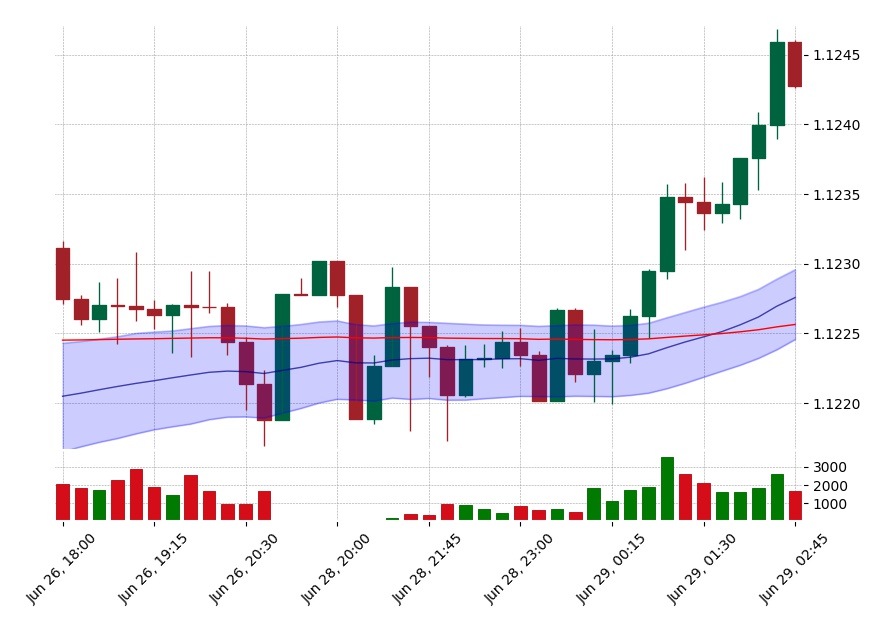 1.1245
1.1240
1.1235
1.1230
1.1225
1.1220
3000
2000
1000
Jun 26, 18:00
Jun 26, 19:15
Jun 26, 20:30
Jun 28, 20:00
Jun 28, 21:45
Jun 28, 23:00
Jun 29, 00:15
Jun 29, 01:30
Jun 29, 02:45